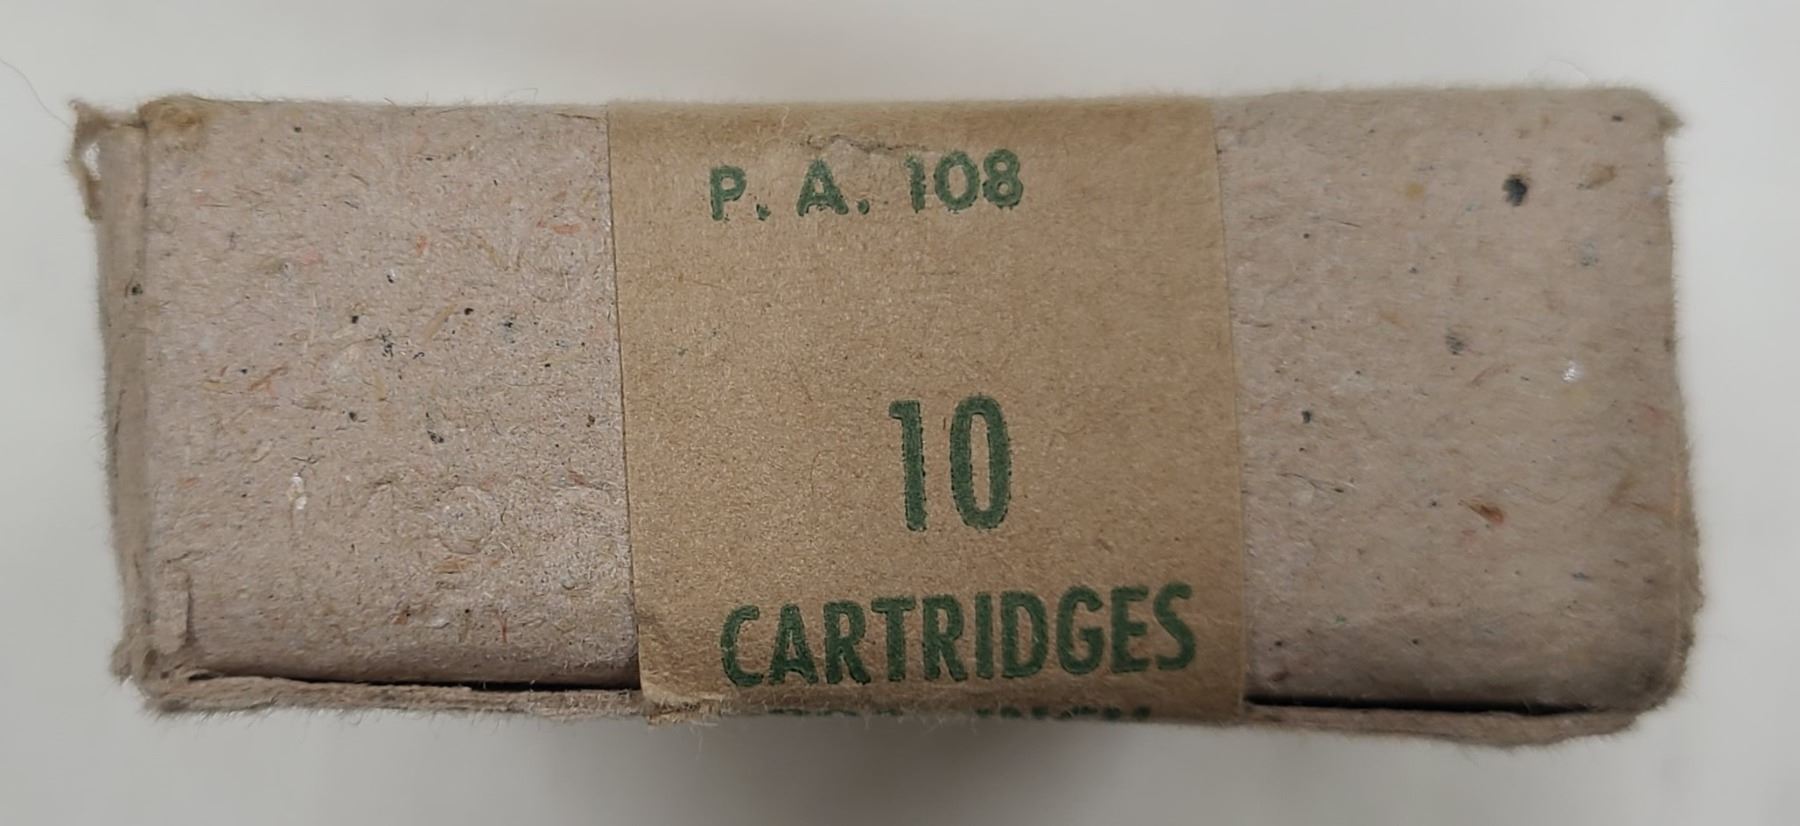 P. A. 108
10
CARTRIDGES